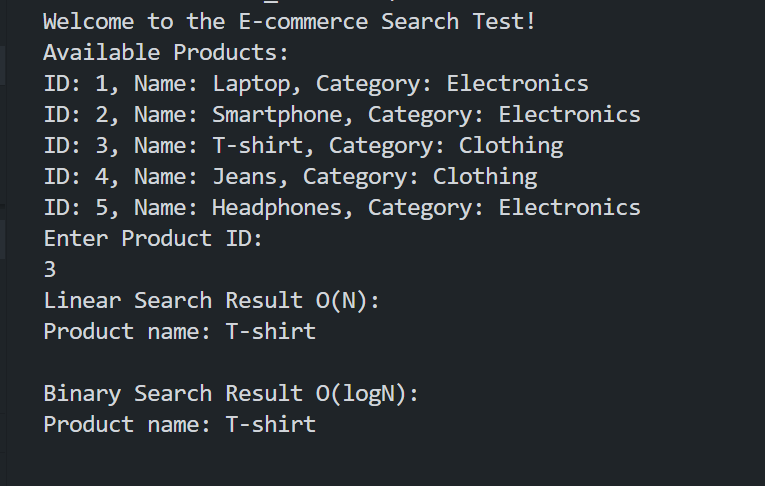 Welcome to the E-commerce Search Test!
Available Products:
ID: 1, Name: Laptop, Category: Electronics
ID: 2, Name: Smartphone, Category: Electronics
ID: 3, Name: T-shirt, Category: Clothing
ID: 4, Name: Jeans, Category: Clothing
ID: 5, Name: Headphones, Category: Electronics
Enter Product ID:
3
Linear Search Result O(N):
Product name: T-shirt
Binary Search Result O(logN):
Product name: T-shirt